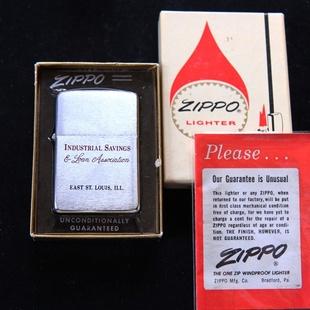 ZIPPO
INDUSTRIAL SAVINGS
& Loan Association
EAST ST. LOUIS, ILL.
UNCONDITIONALLY
GUARANTEED
ZIPPO
LIGHTER
Please...
Our Guarantee is Unusual
This lighter or any ZIPPO, when
returned to our factory, will be put
in first class mechanical condition
free of charge, for we have yet to
charge a cent for the repair of a
ZIPPO regardless of age or condi-
tion. THE FINISH, HOWEVER, IS
NOT GUARANTEED.
ZIPPO
THE ONE ZIP WINDPROOF LIGHTER
ZIPPO Mfg. Co. Bradford, Pa.